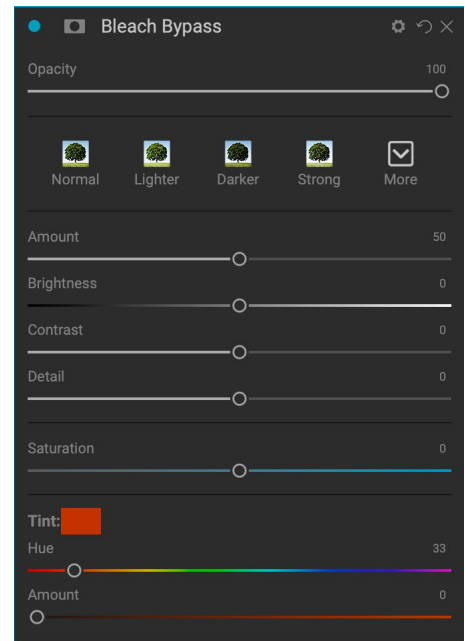 Bleach Bypass
Opacity 100
Normal Lighter Darker Strong More
Amount 50
Brightness 0
Contrast 0
Detail 0
Saturation 0
Tint:
Hue 33
Amount 0